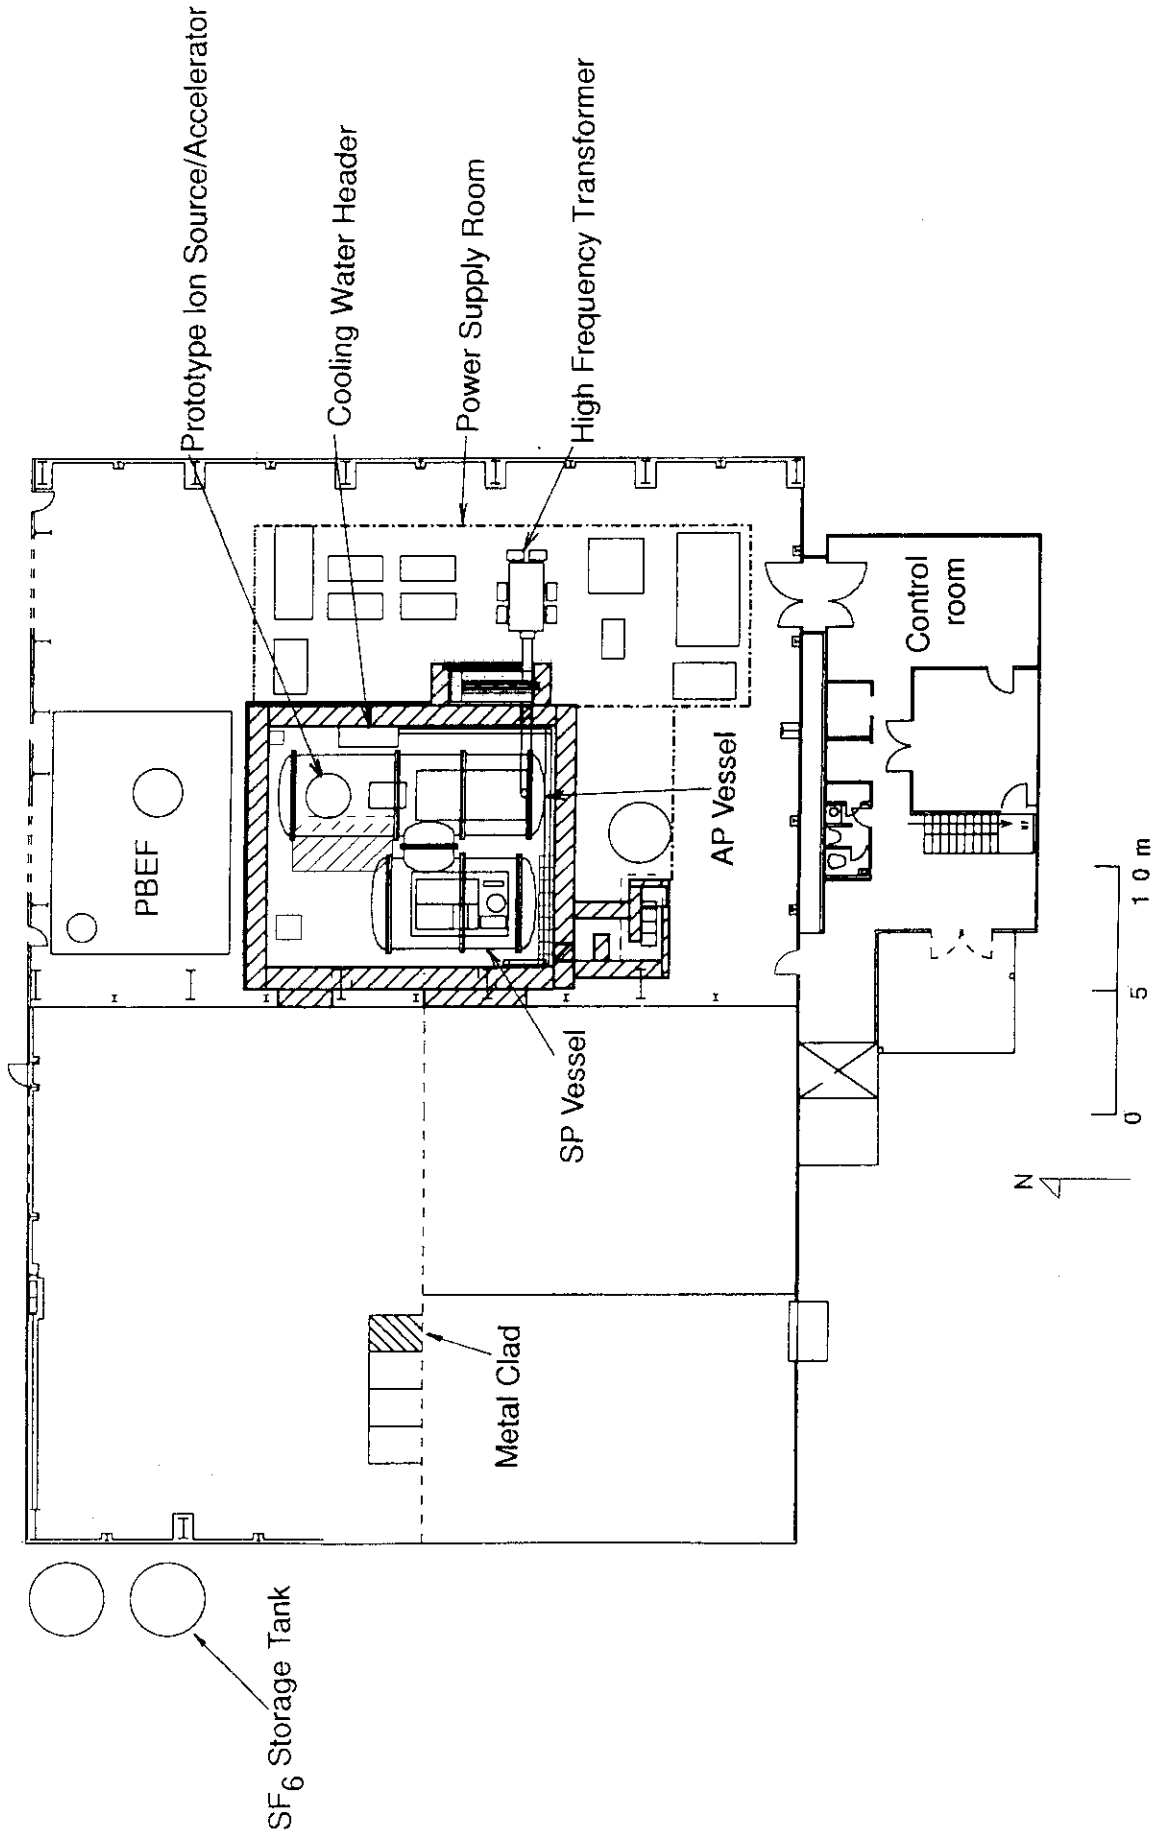 SF6 Storage Tank
Metal Clad
SP Vessel
AP Vessel
PBEF
Prototype Ion Source/Accelerator
Cooling Water Header
Power Supply Room
High Frequency Transformer
Control
room
N
0
5
10 m